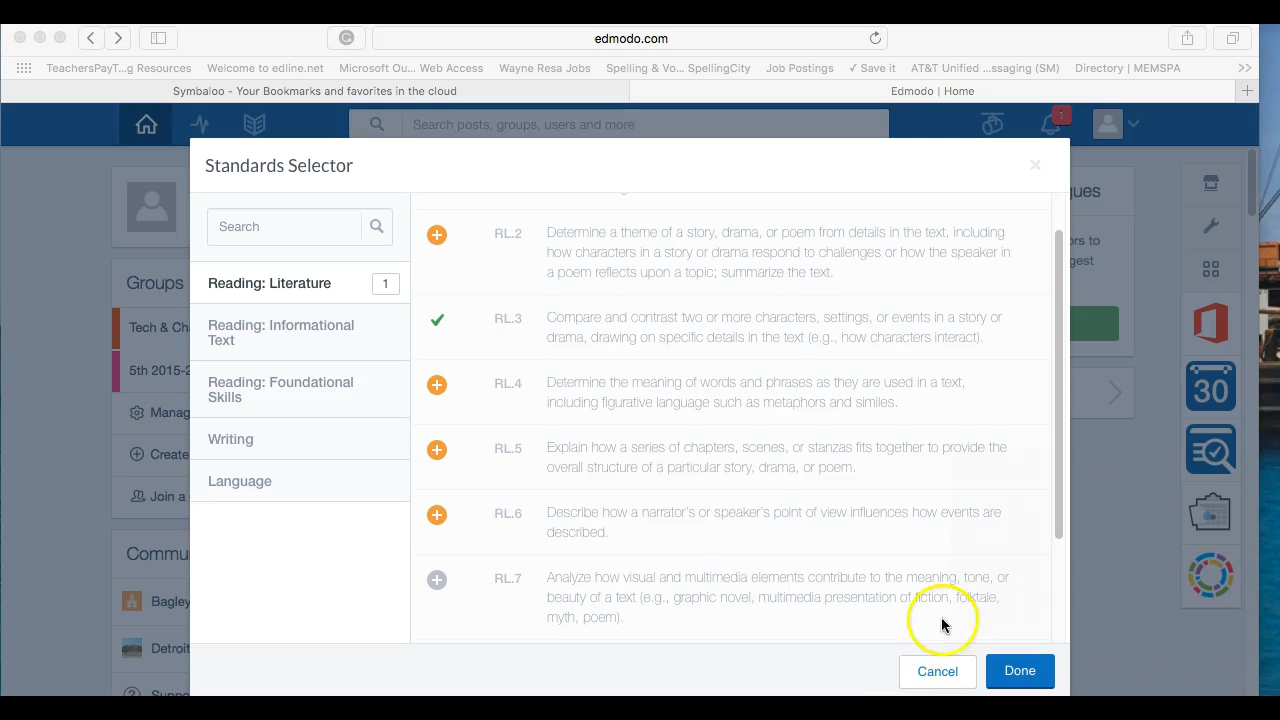 edmodo.com
TeachersPayT...g Resources
Welcome to edline.net
Microsoft Ou... Web Access
Wayne Resa Jobs
Spelling & Vo... SpellingCity
Job Postings
✓ Save it
AT&T Unified ...ssaging (SM)
Directory | MEMSPA
Symbaloo - Your Bookmarks and favorites in the cloud
Edmodo | Home
Search posts, groups, users and more
1
Standards Selector
Search
Reading: Literature 1
Reading: Informational
Text
Reading: Foundational
Skills
Writing
Language
RL.2 Determine a theme of a story, drama, or poem from details in the text, including
how characters in a story or drama respond to challenges or how the speaker in
a poem reflects upon a topic; summarize the text.
RL.3 Compare and contrast two or more characters, settings, or events in a story or
drama, drawing on specific details in the text (e.g., how characters interact).
RL.4 Determine the meaning of words and phrases as they are used in a text,
including figurative language such as metaphors and similes.
RL.5 Explain how a series of chapters, scenes, or stanzas fits together to provide the
overall structure of a particular story, drama, or poem.
RL.6 Describe how a narrator's or speaker's point of view influences how events are
described.
RL.7 Analyze how visual and multimedia elements contribute to the meaning, tone, or
beauty of a text (e.g., graphic novel, multimedia presentation of fiction, folktale,
myth, poem).
Cancel
Done
Groups
Tech & Cha
5th 2015-2
Manag
Create
Join a
Commu
Bagley
Detroit
Suppo
agues
ors to
gest
30